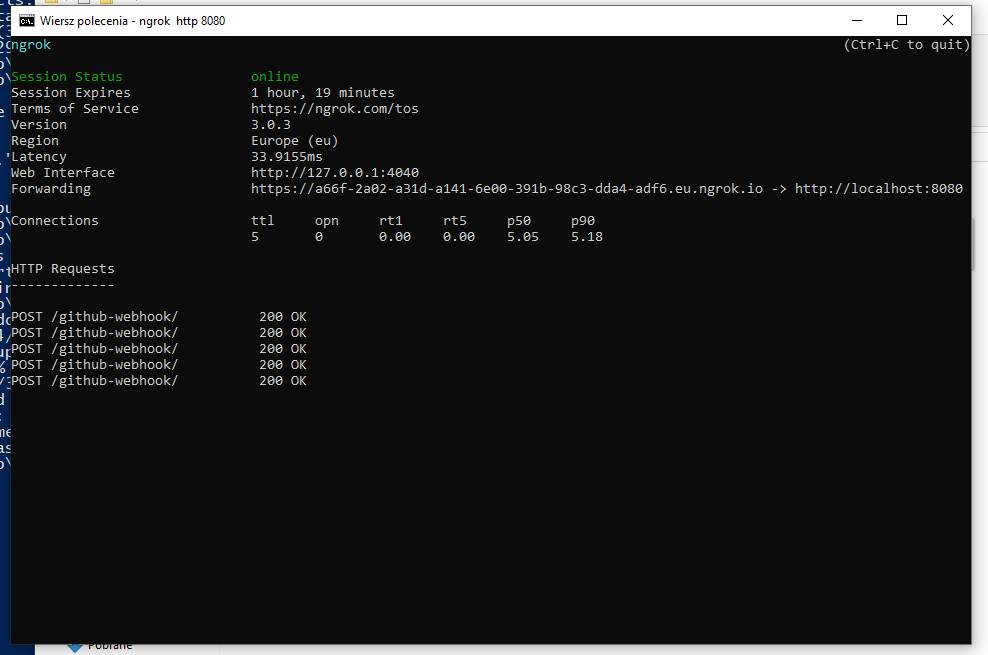 Wiersz polecenia - ngrok http 8080
ngrok (Ctrl+C to quit)
Session Status online
Session Expires 1 hour, 19 minutes
Terms of Service https://ngrok.com/tos
Version 3.0.3
Region Europe (eu)
Latency 33.9155ms
Web Interface http://127.0.0.1:4040
Forwarding https://a66f-2a02-a31d-a141-6e00-391b-98c3-dda4-adf6.eu.ngrok.io -> http://localhost:8080
Connections ttl opn rt1 rt5 p50 p90
5 0 0.00 0.00 5.05 5.18
HTTP Requests
-------------
POST /github-webhook/ 200 OK
POST /github-webhook/ 200 OK
POST /github-webhook/ 200 OK
POST /github-webhook/ 200 OK
POST /github-webhook/ 200 OK
Pobrane